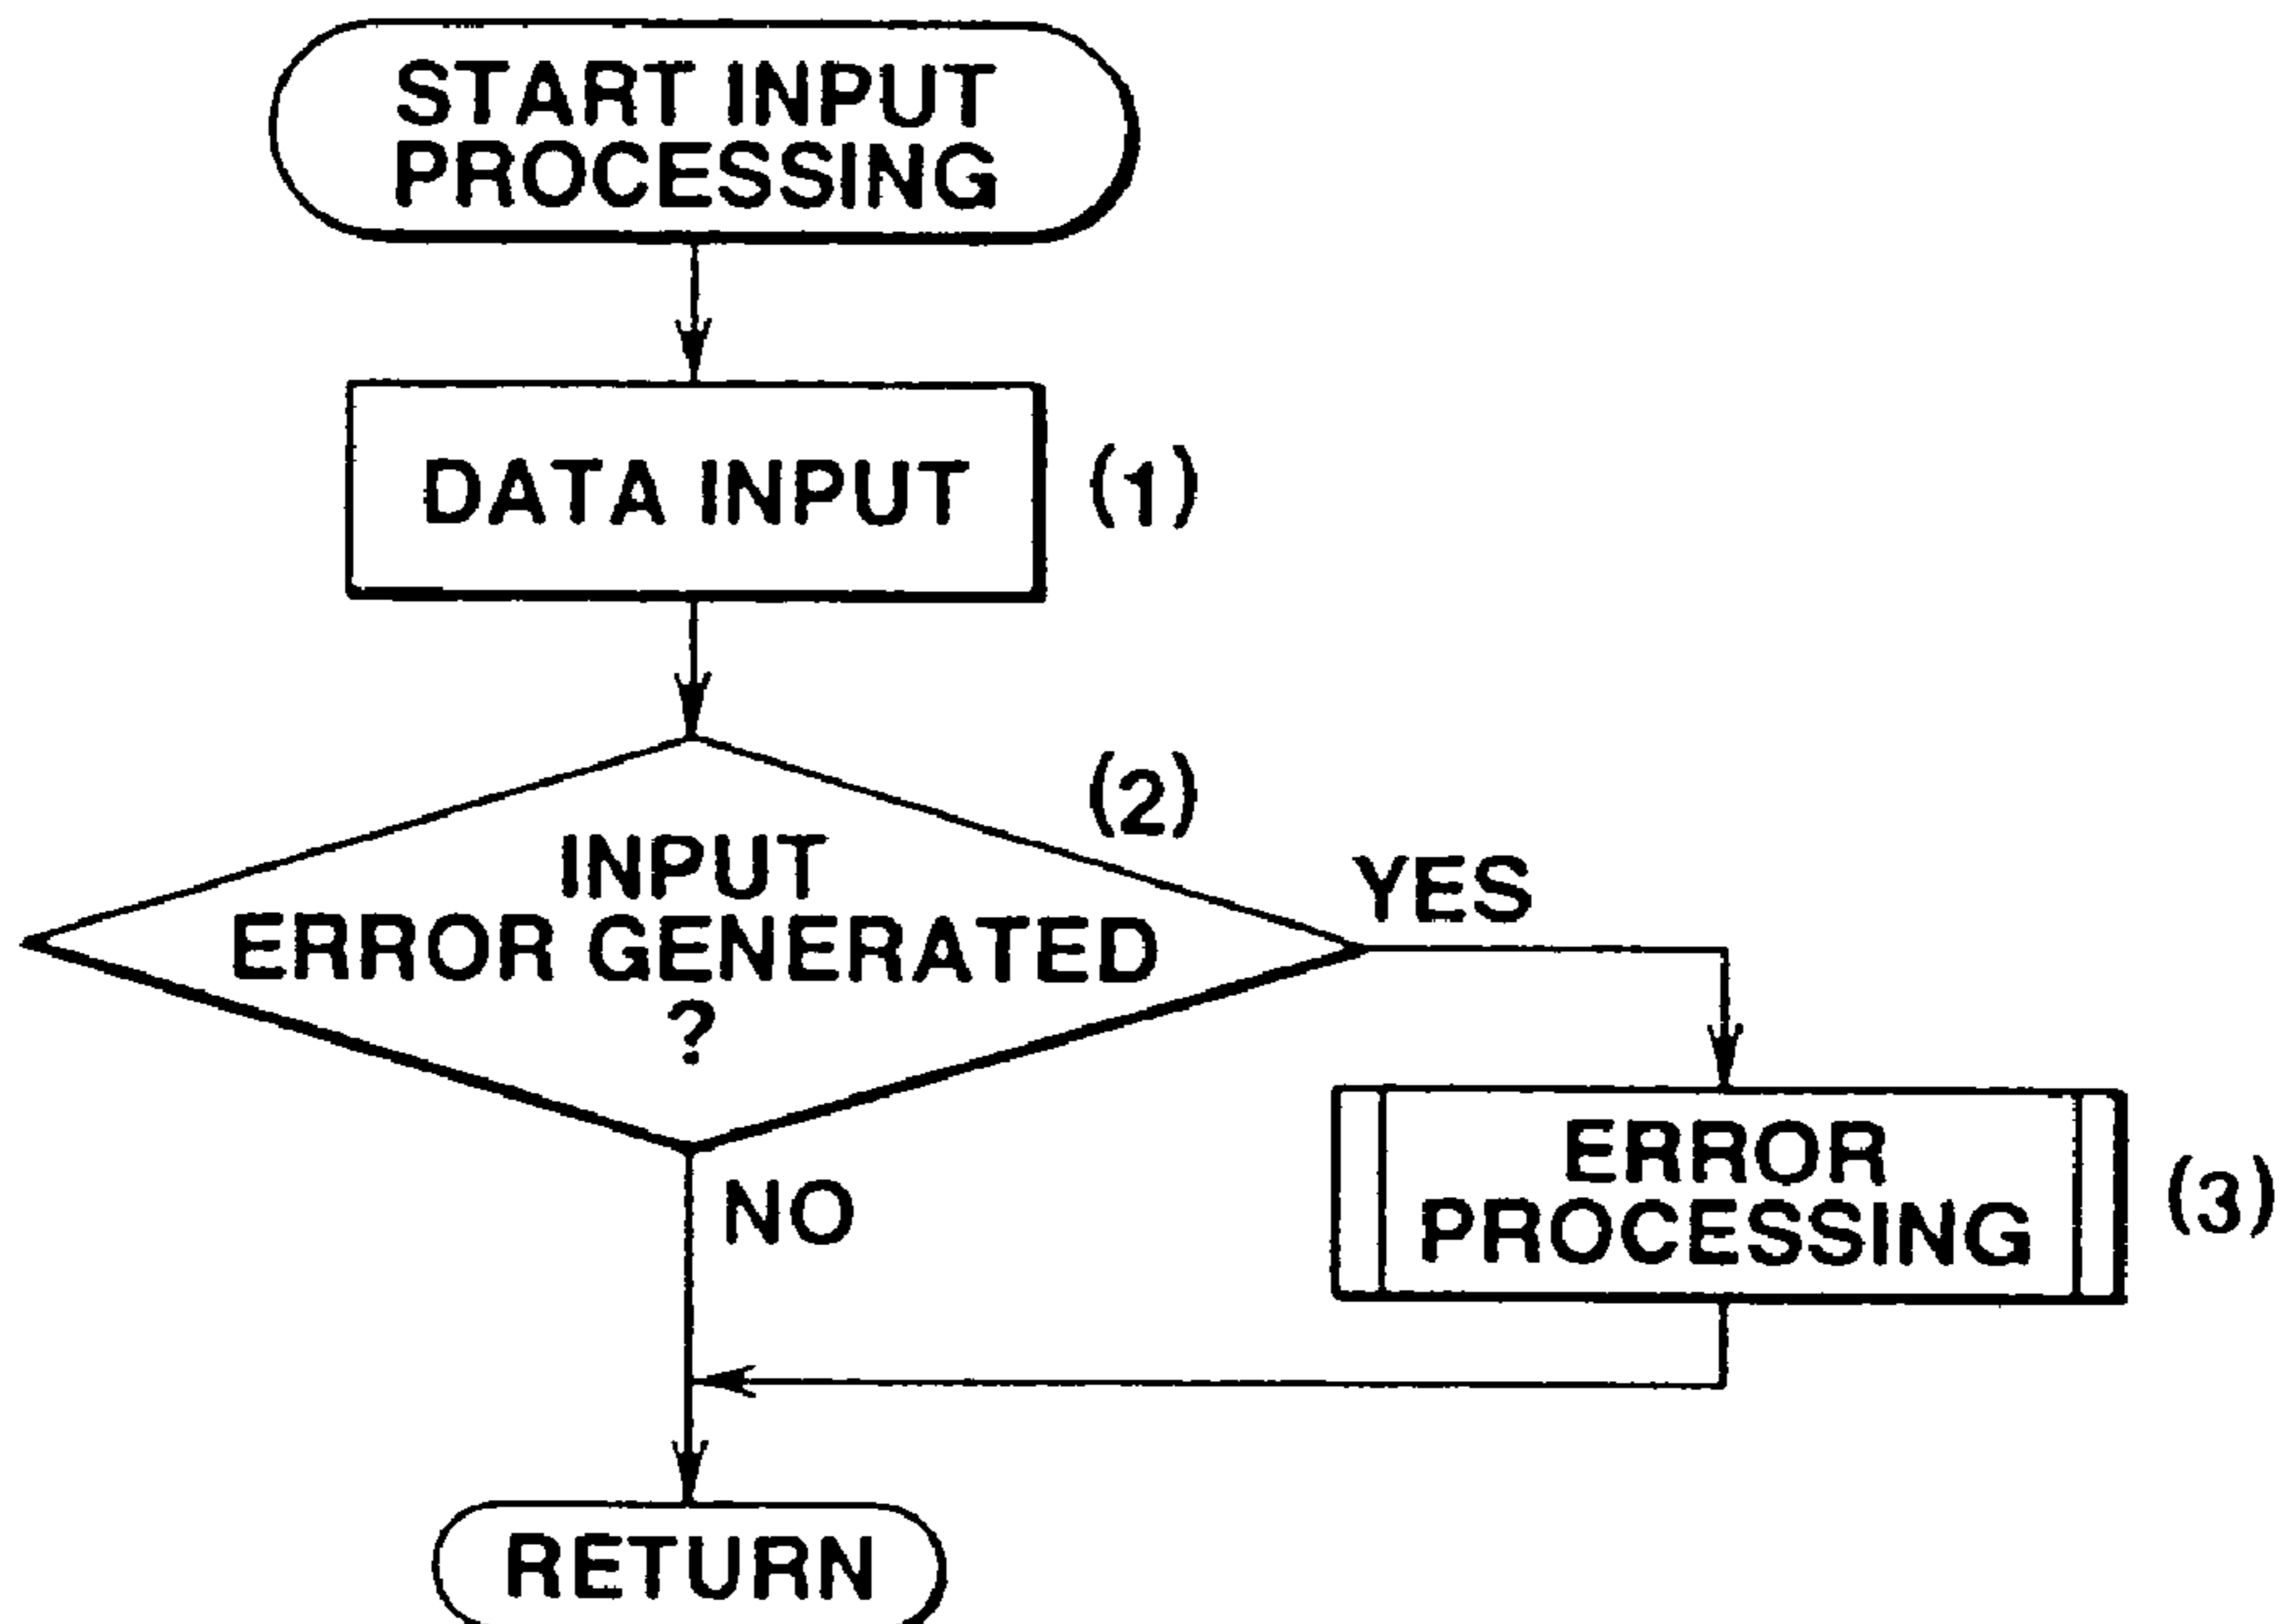 START INPUT
PROCESSING
DATA INPUT
(1)
(2)
INPUT
ERROR GENERATED
?
YES
NO
ERROR
PROCESSING
(3)
RETURN